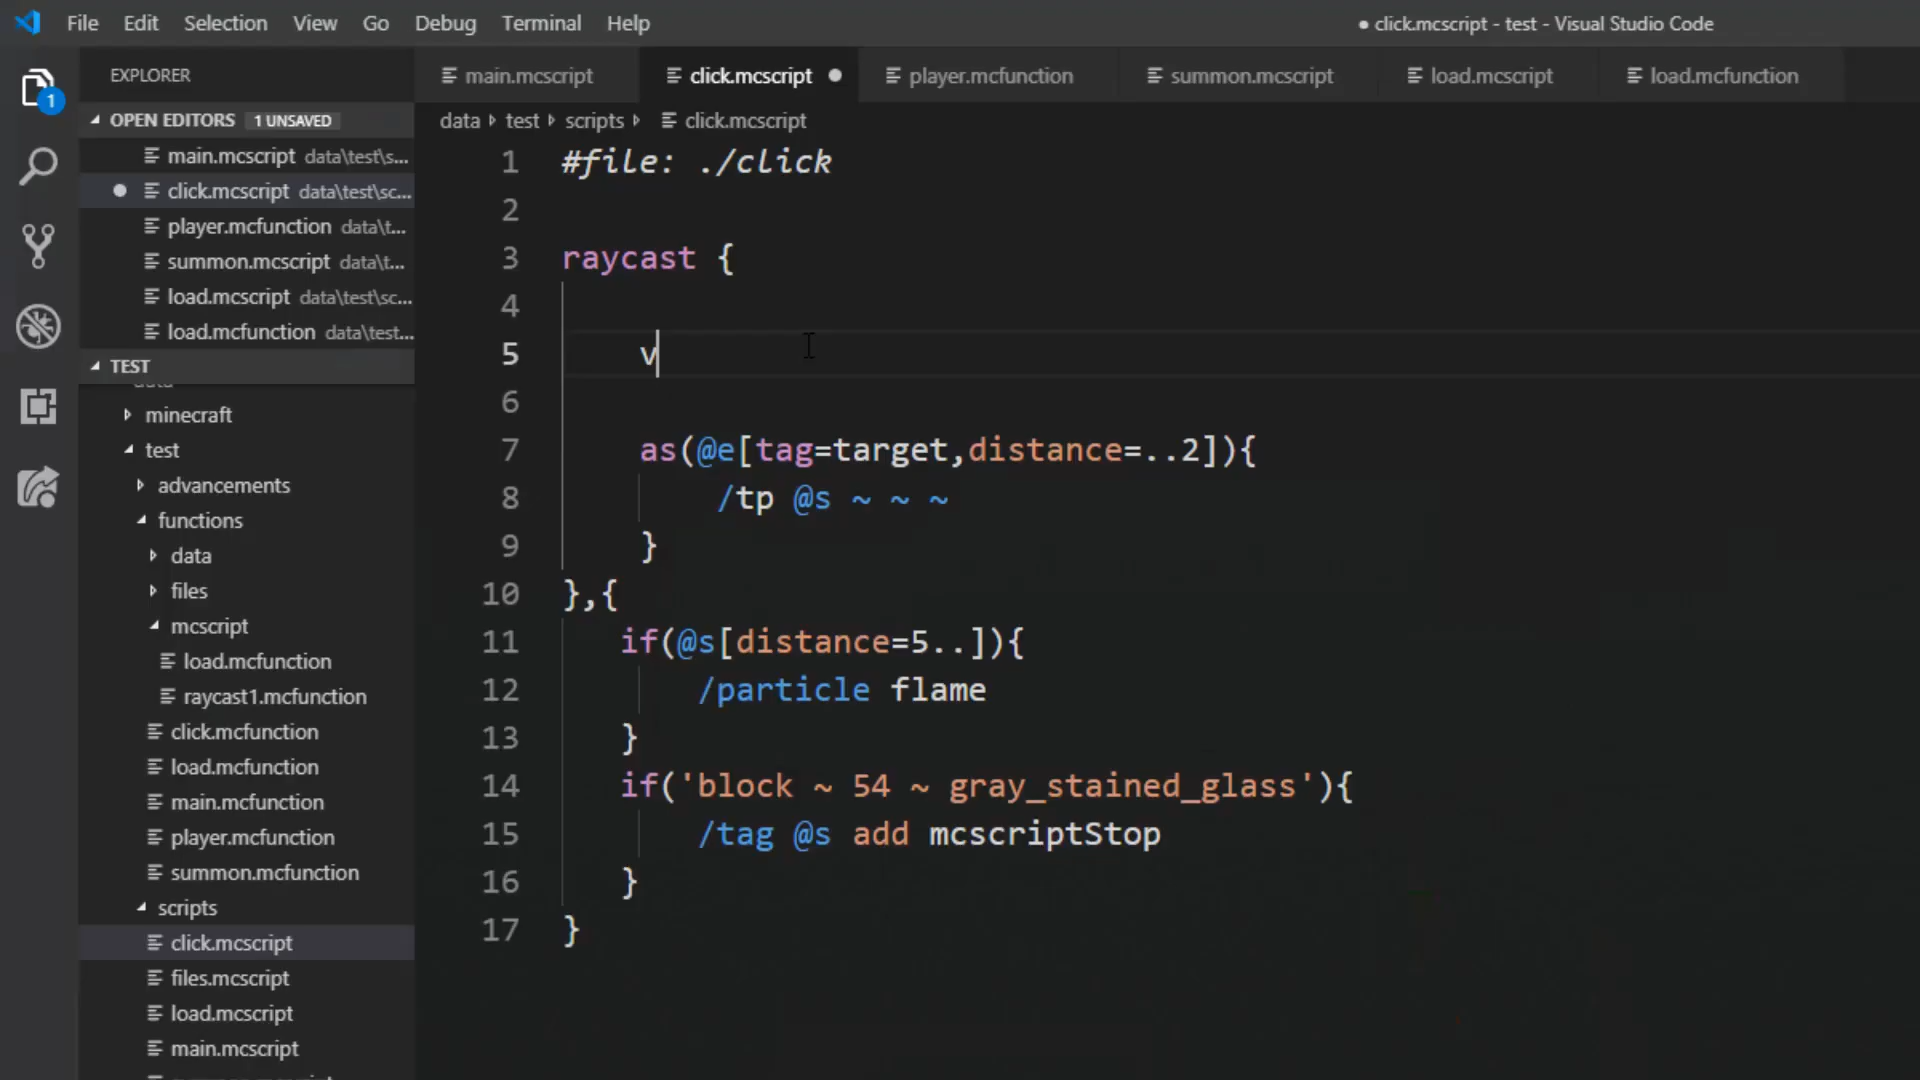 File Edit Selection View Go Debug Terminal Help
● click.mcscript - test - Visual Studio Code
EXPLORER
1
OPEN EDITORS 1 UNSAVED
main.mcscript data\test\s...
click.mcscript data\test\sc...
player.mcfunction data\t...
summon.mcscript data\t...
load.mcscript data\test\sc...
load.mcfunction data\test...
TEST
minecraft
test
advancements
functions
data
files
mcscript
load.mcfunction
raycast1.mcfunction
click.mcfunction
load.mcfunction
main.mcfunction
player.mcfunction
summon.mcfunction
scripts
click.mcscript
files.mcscript
load.mcscript
main.mcscript
main.mcscript click.mcscript player.mcfunction summon.mcscript load.mcscript load.mcfunction
data test scripts click.mcscript
1 #file: ./click
2
3 raycast {
4
5 v
6
7 as(@e[tag=target,distance=..2]){
8 /tp @s ~ ~ ~
9 }
10 },{
11 if(@s[distance=5..]){
12 /particle flame
13 }
14 if('block ~ 54 ~ gray_stained_glass'){
15 /tag @s add mcscriptStop
16 }
17 }